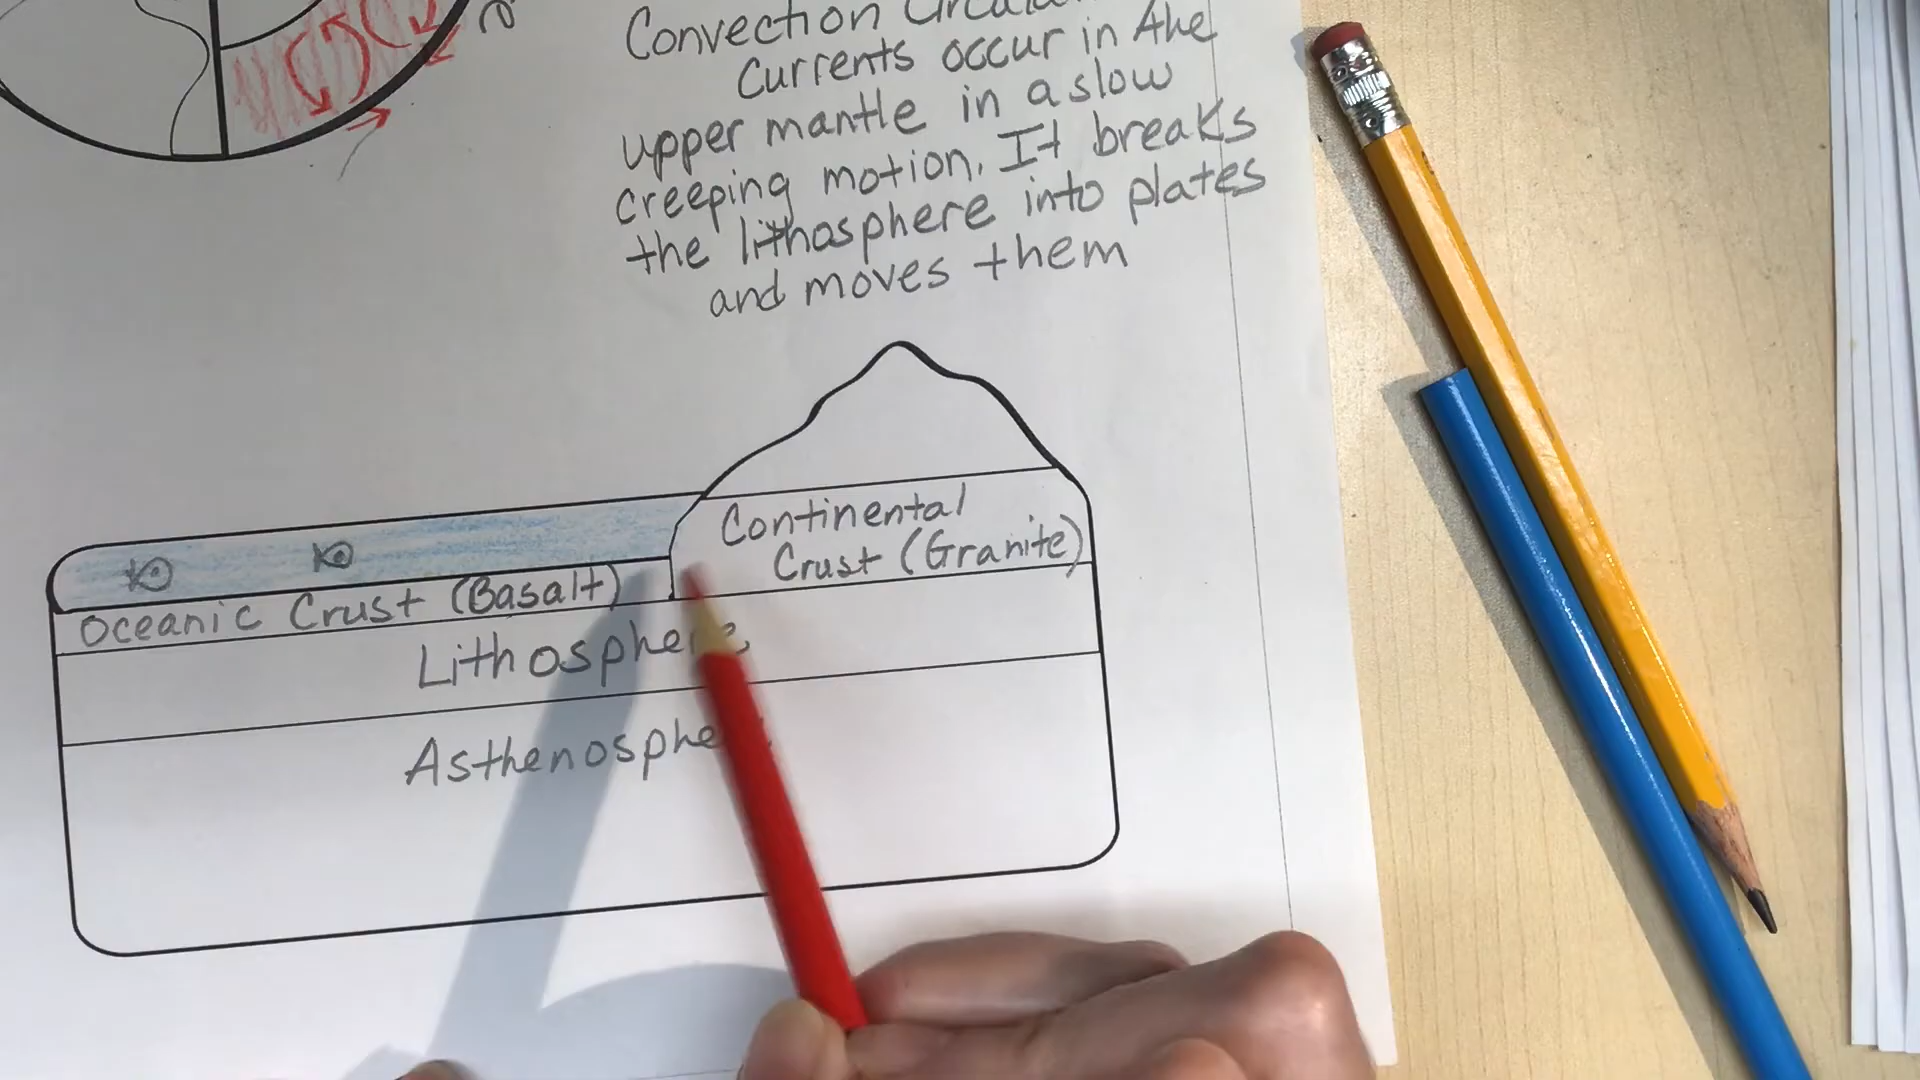 Convection
Currents occur in the
upper mantle in a slow
creeping motion. It breaks
the lithosphere into plates
and moves them
Continental
Crust (Granite)
Oceanic Crust (Basalt)
Lithosphere
Asthenosphere